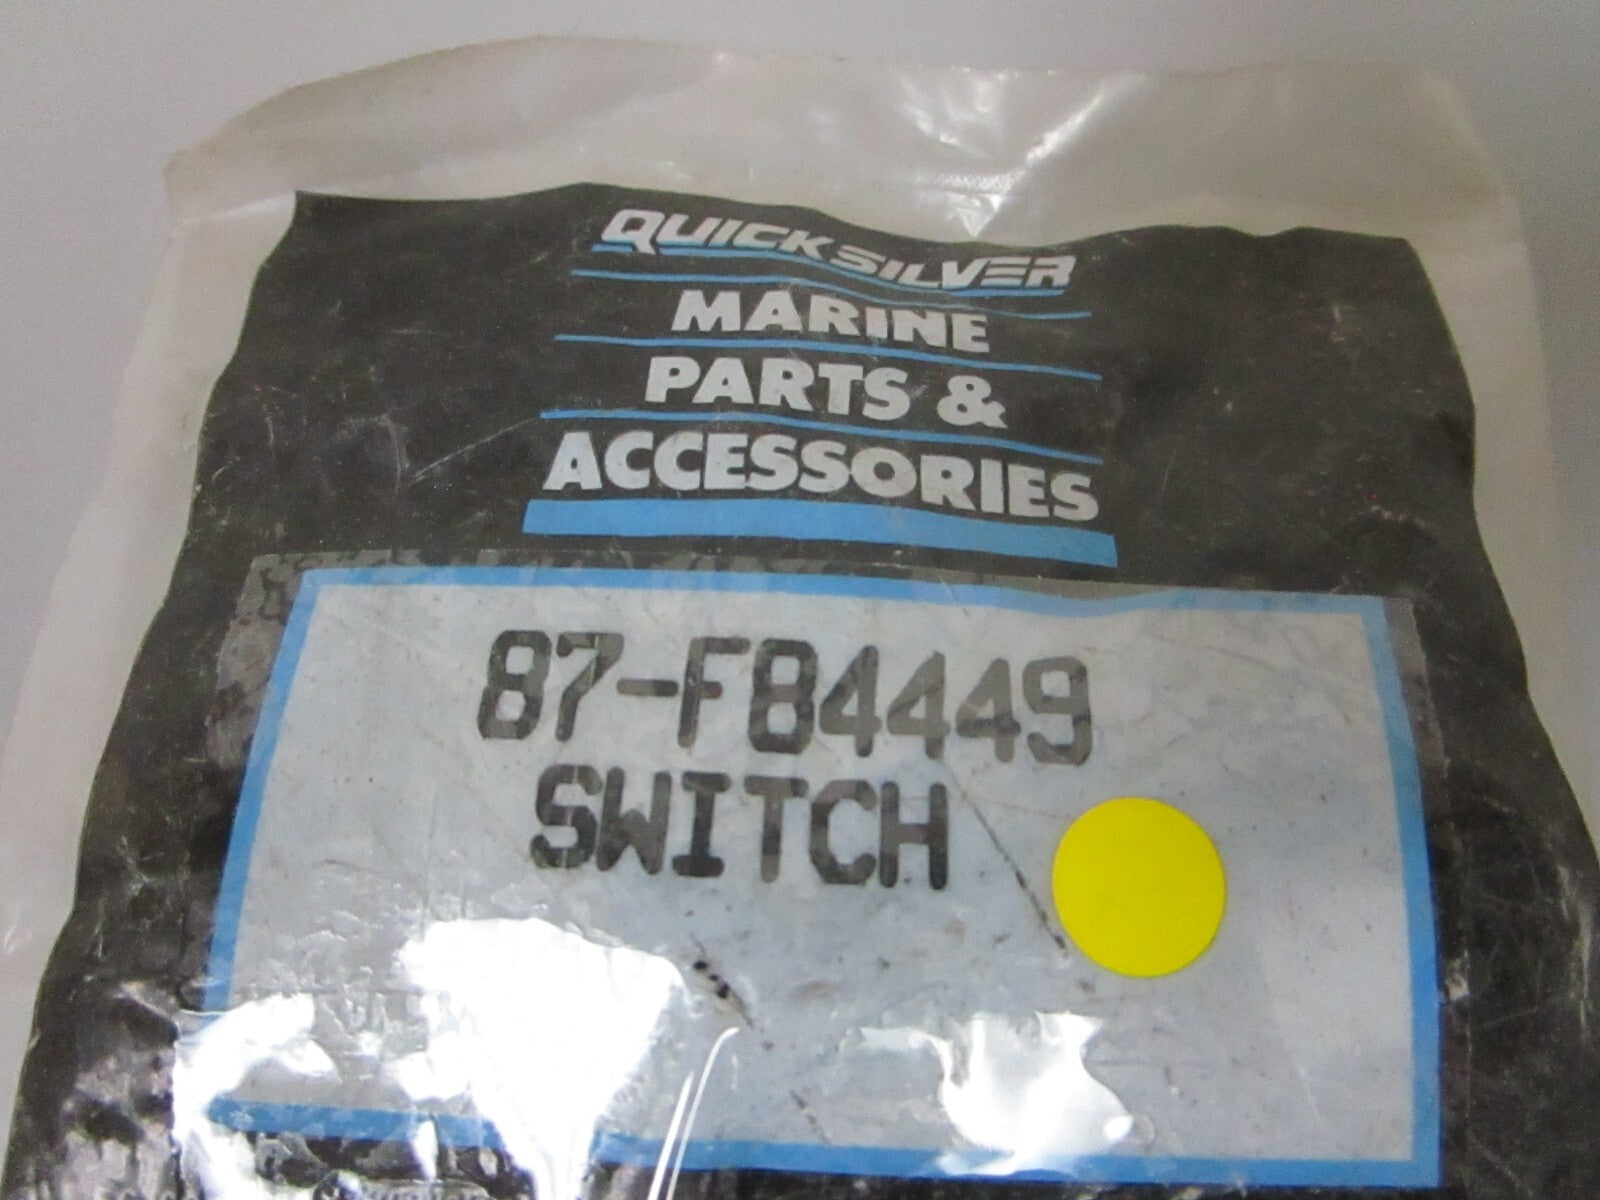 QUICKSILVER
MARINE
PARTS &
ACCESSORIES
87-F84449
SWITCH